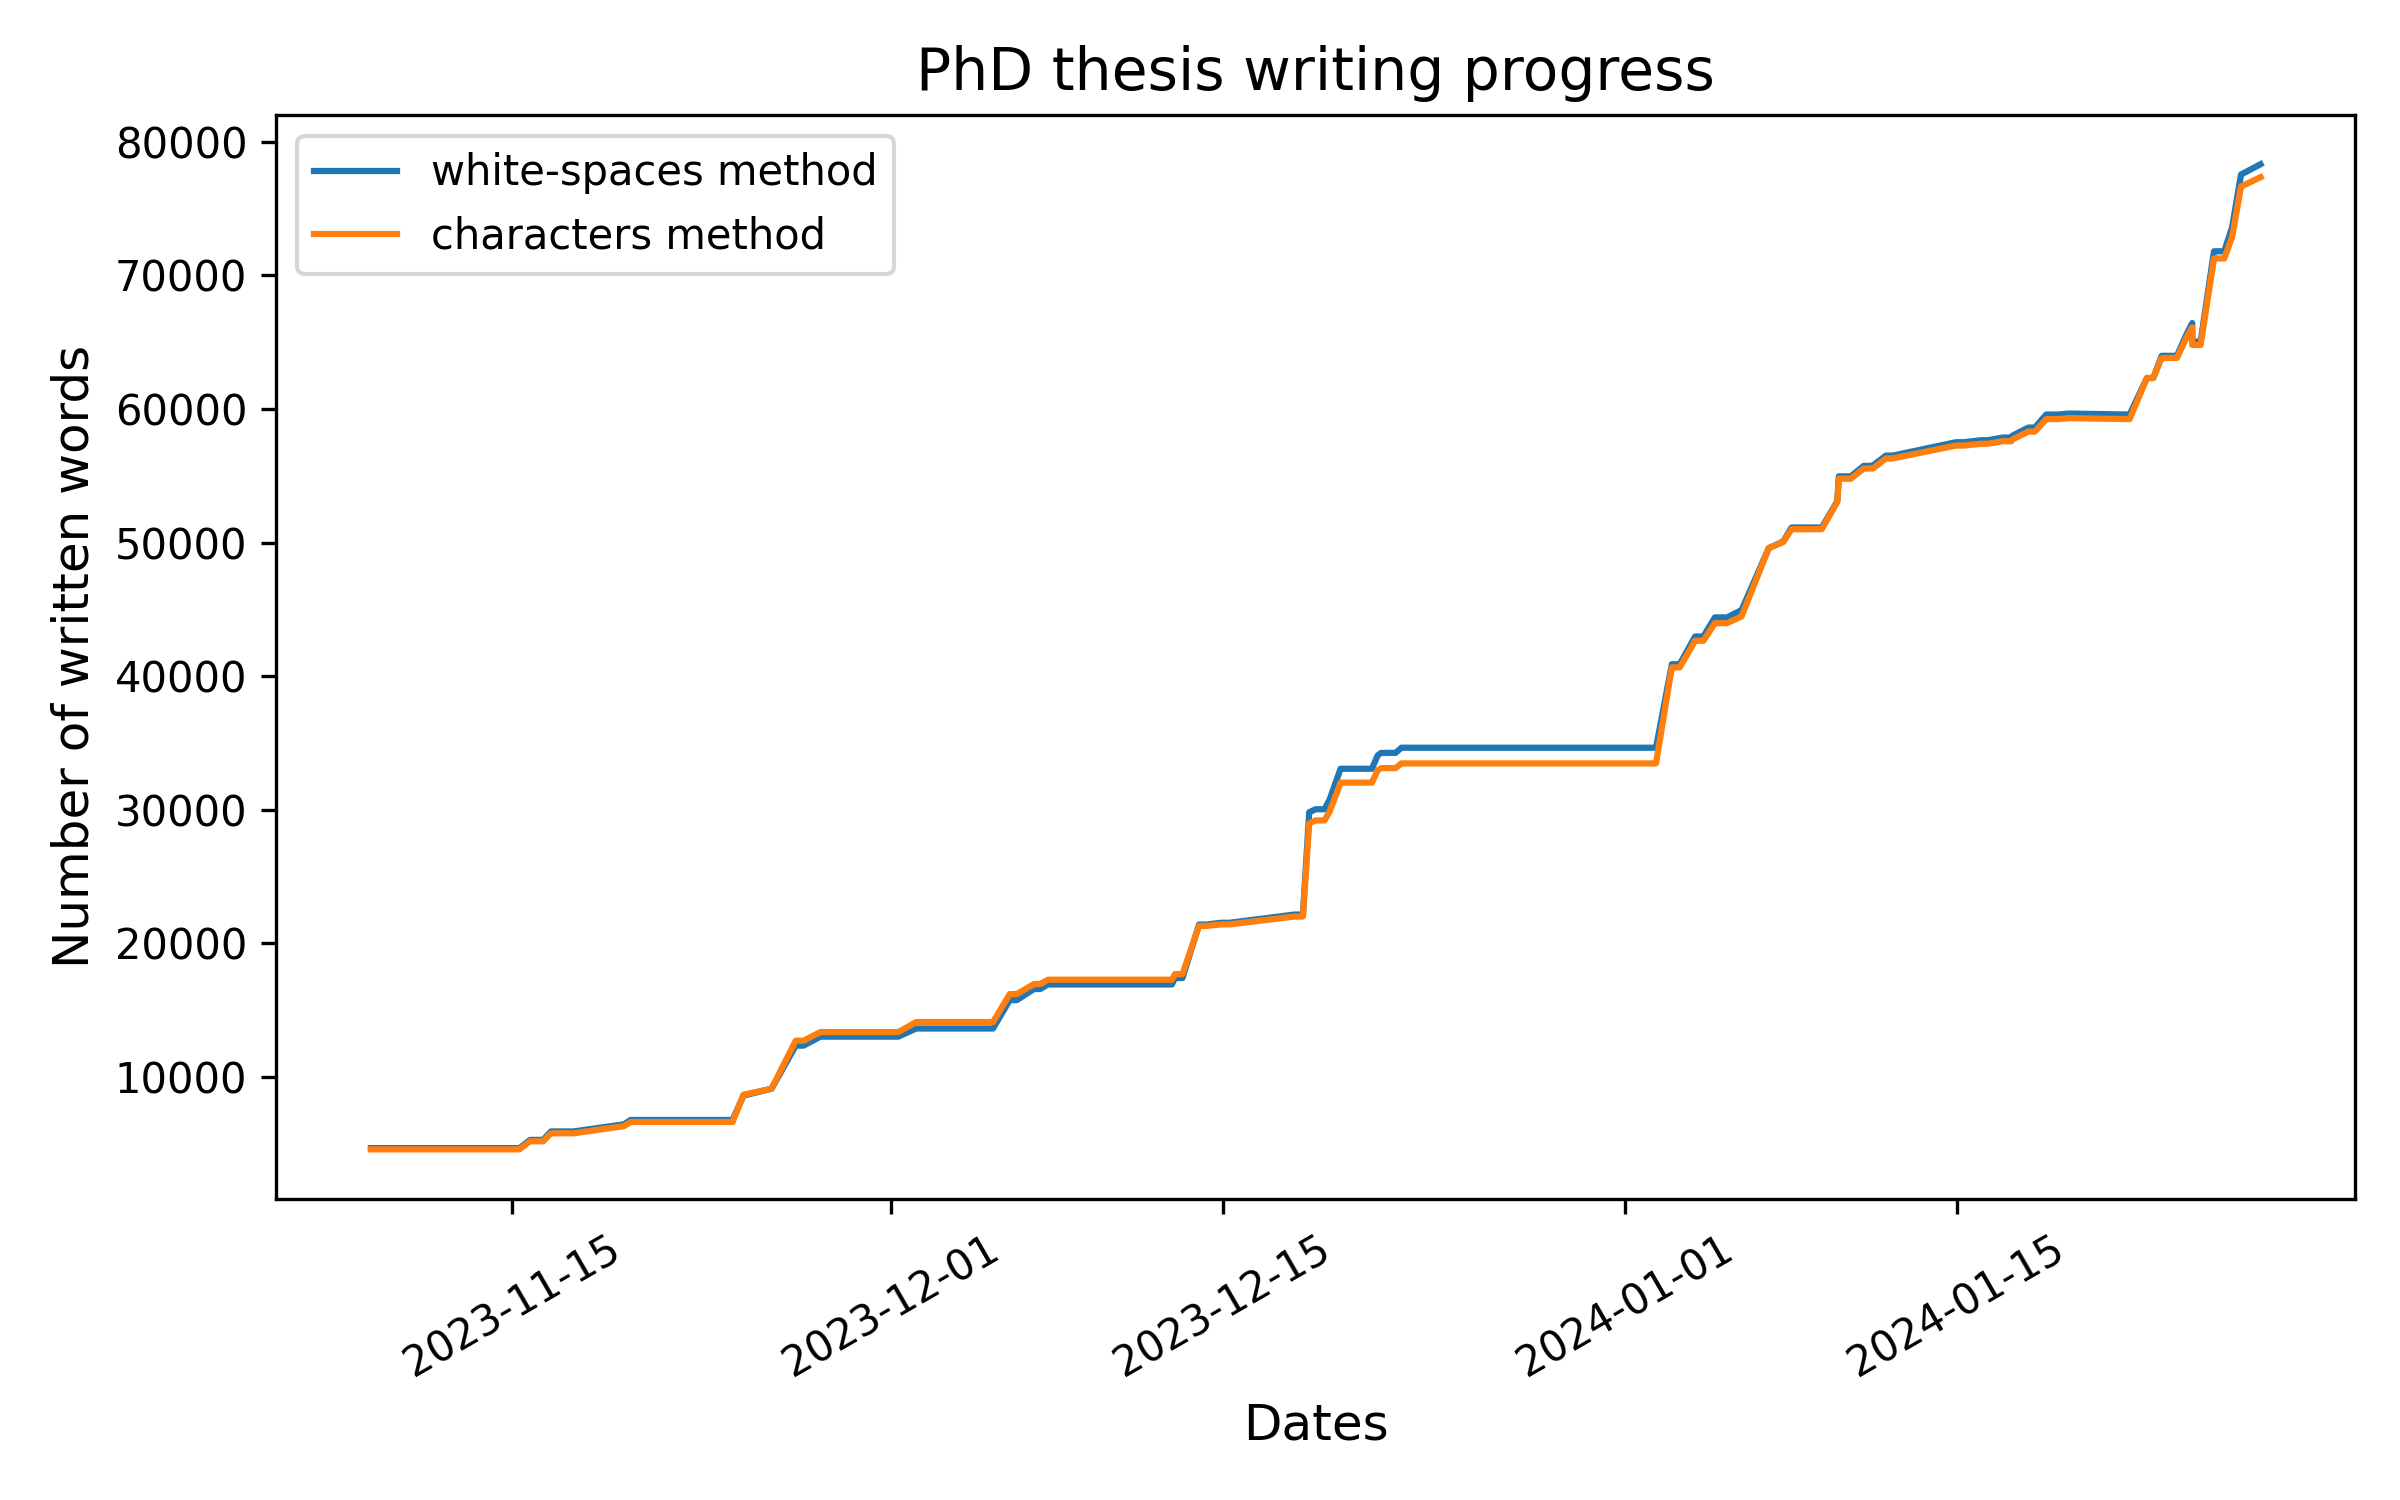 PhD thesis writing progress
white-spaces method
characters method
Number of written words
80000
70000
60000
50000
40000
30000
20000
10000
2023-11-15
2023-12-01
2023-12-15
2024-01-01
2024-01-15
Dates